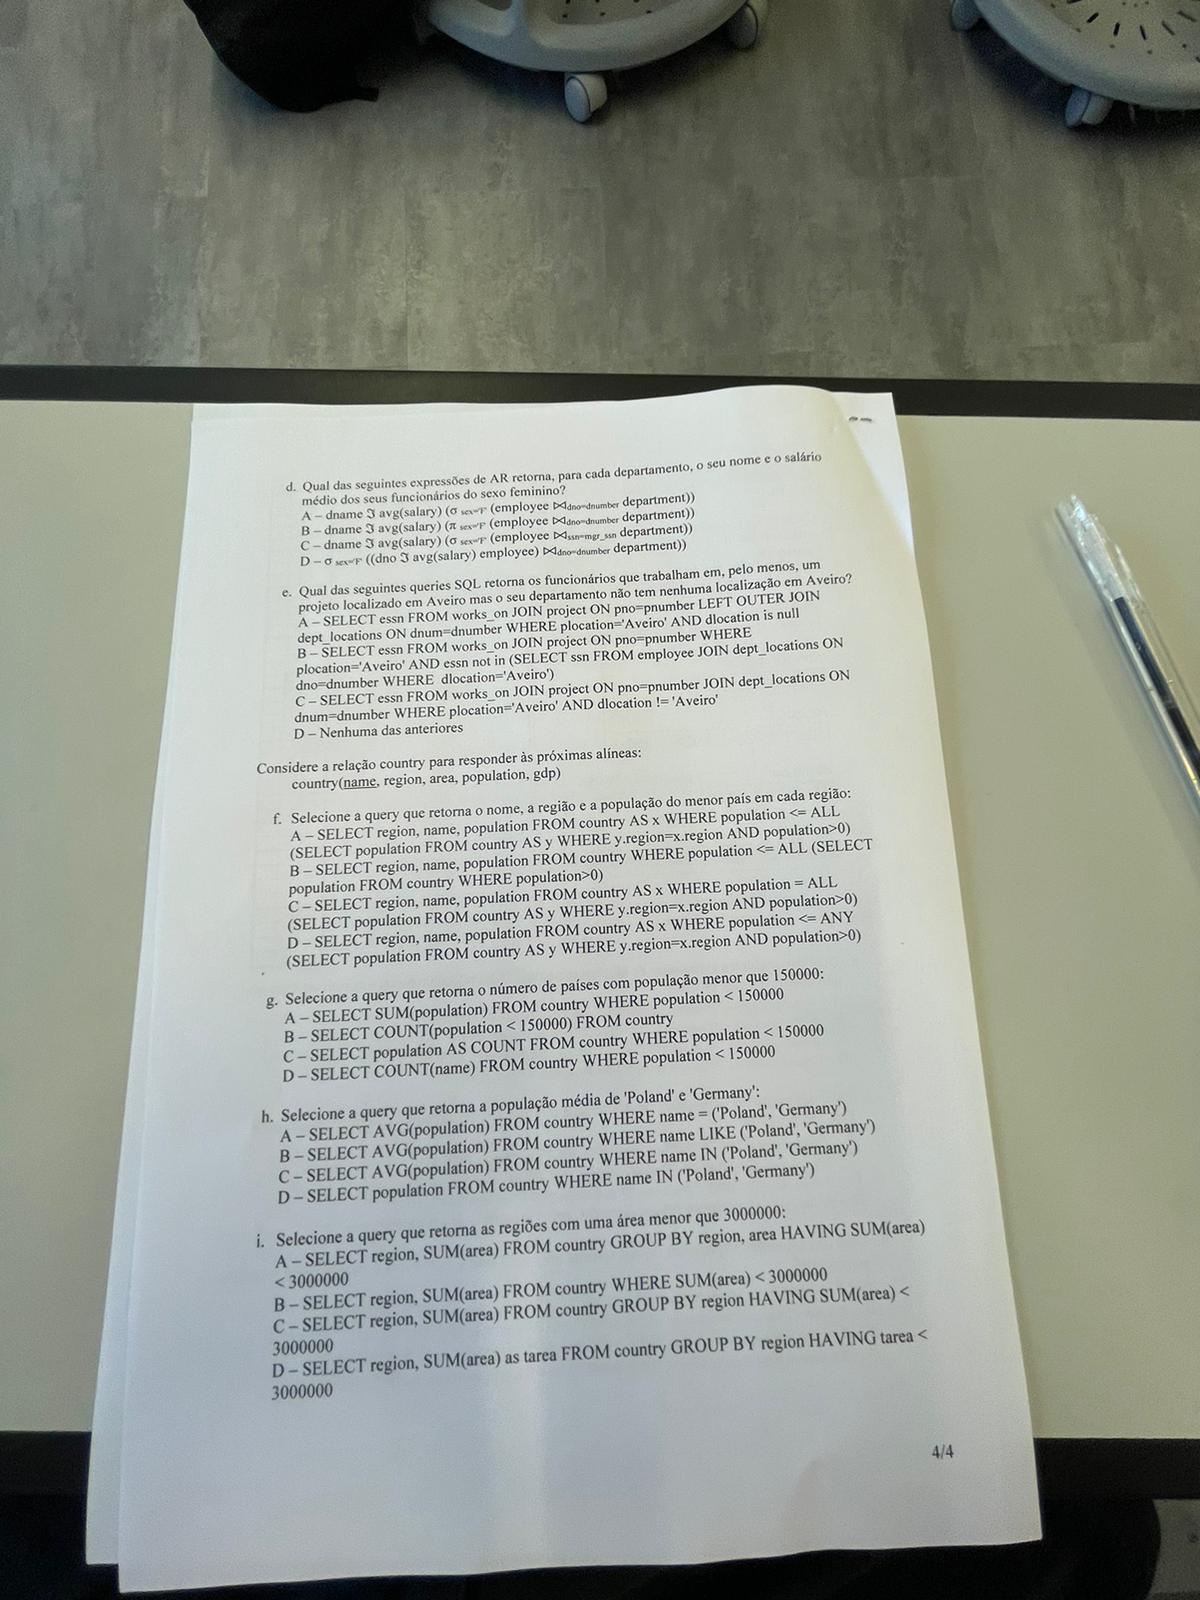 d. Qual das seguintes expressões de AR retorna, para cada departamento, o seu nome e o salário
médio dos seus funcionários do sexo feminino?
A – dname ℑ avg(salary) (σ sex='F' (employee ⋈dno=dnumber department))
B – dname ℑ avg(salary) (π sex='F' (employee ⋈dno=dnumber department))
C – dname ℑ avg(salary) (σ sex='F' (employee ⋈ssn=mgr_ssn department))
D – σ sex='F' ((dno ℑ avg(salary) employee) ⋈dno=dnumber department))
e. Qual das seguintes queries SQL retorna os funcionários que trabalham em, pelo menos, um
projeto localizado em Aveiro mas o seu departamento não tem nenhuma localização em Aveiro?
A – SELECT essn FROM works_on JOIN project ON pno=pnumber LEFT OUTER JOIN
dept_locations ON dnum=dnumber WHERE plocation='Aveiro' AND dlocation is null
B – SELECT essn FROM works_on JOIN project ON pno=pnumber WHERE
plocation='Aveiro' AND essn not in (SELECT ssn FROM employee JOIN dept_locations ON
dno=dnumber WHERE dlocation='Aveiro')
C – SELECT essn FROM works_on JOIN project ON pno=pnumber JOIN dept_locations ON
dnum=dnumber WHERE plocation='Aveiro' AND dlocation != 'Aveiro'
D – Nenhuma das anteriores
Considere a relação country para responder às próximas alíneas:
country(name, region, area, population, gdp)
f. Selecione a query que retorna o nome, a região e a população do menor país em cada região:
A – SELECT region, name, population FROM country AS x WHERE population <= ALL
(SELECT population FROM country AS y WHERE y.region=x.region AND population>0)
B – SELECT region, name, population FROM country WHERE population <= ALL (SELECT
population FROM country WHERE population>0)
C – SELECT region, name, population FROM country AS x WHERE population = ALL
(SELECT population FROM country AS y WHERE y.region=x.region AND population>0)
D – SELECT region, name, population FROM country AS x WHERE population <= ANY
(SELECT population FROM country AS y WHERE y.region=x.region AND population>0)
g. Selecione a query que retorna o número de países com população menor que 150000:
A – SELECT SUM(population) FROM country WHERE population < 150000
B – SELECT COUNT(population < 150000) FROM country
C – SELECT population AS COUNT FROM country WHERE population < 150000
D – SELECT COUNT(name) FROM country WHERE population < 150000
h. Selecione a query que retorna a população média de 'Poland' e 'Germany':
A – SELECT AVG(population) FROM country WHERE name = ('Poland', 'Germany')
B – SELECT AVG(population) FROM country WHERE name LIKE ('Poland', 'Germany')
C – SELECT AVG(population) FROM country WHERE name IN ('Poland', 'Germany')
D – SELECT population FROM country WHERE name IN ('Poland', 'Germany')
i. Selecione a query que retorna as regiões com uma área menor que 3000000:
A – SELECT region, SUM(area) FROM country GROUP BY region, area HAVING SUM(area)
< 3000000
B – SELECT region, SUM(area) FROM country WHERE SUM(area) < 3000000
C – SELECT region, SUM(area) FROM country GROUP BY region HAVING SUM(area) <
3000000
D – SELECT region, SUM(area) as tarea FROM country GROUP BY region HAVING tarea <
3000000
4/4